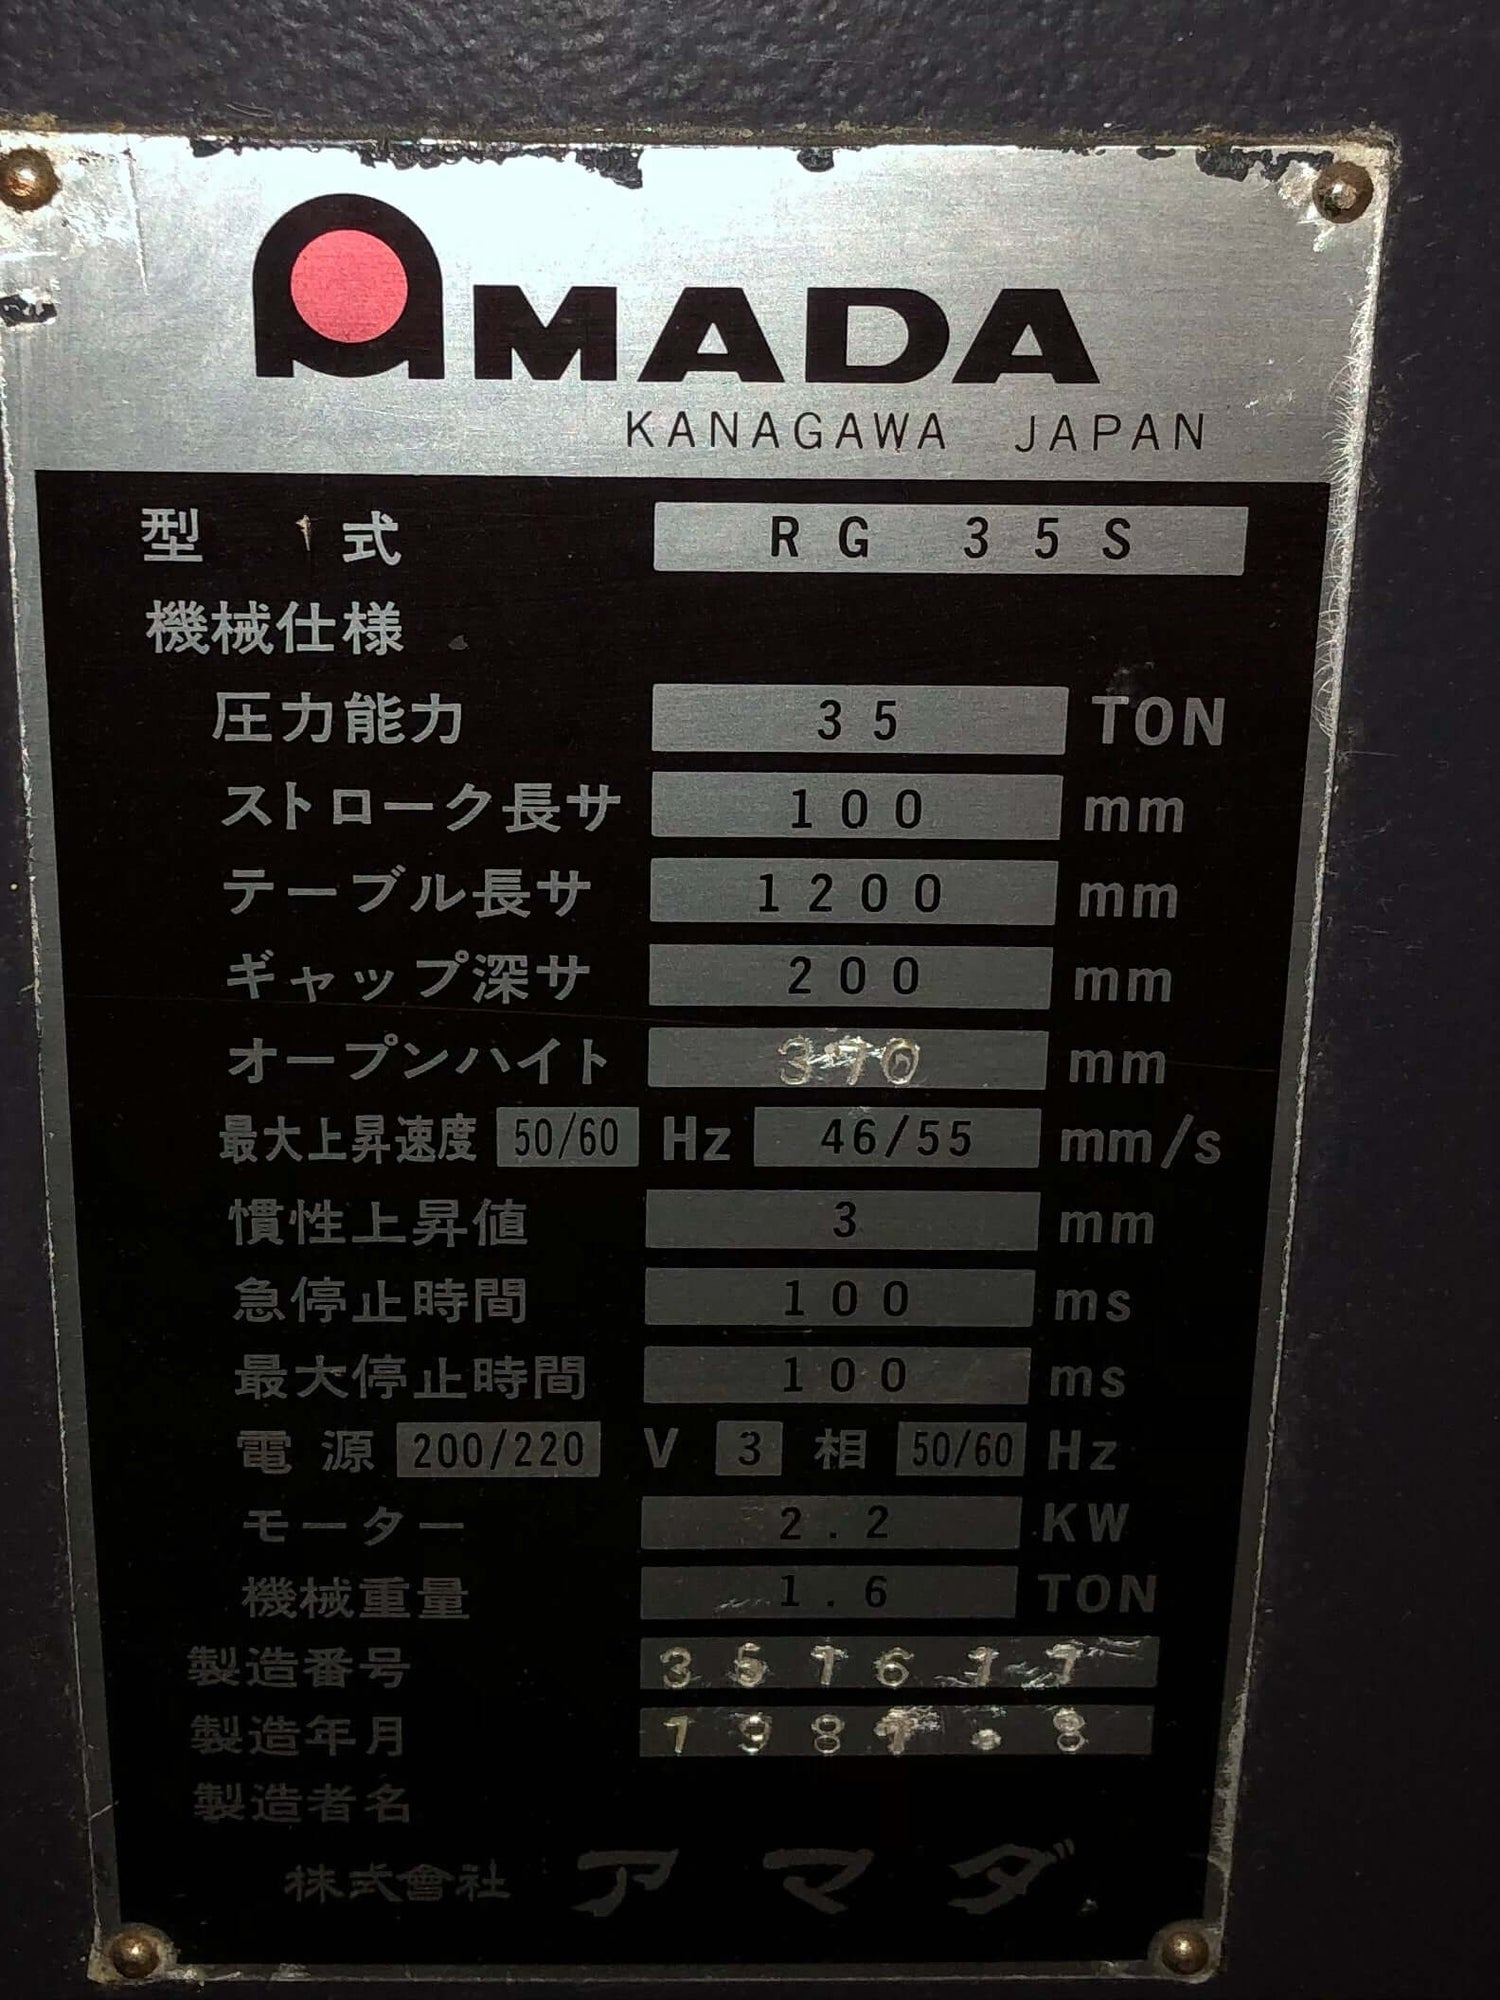 AMADA
KANAGAWA JAPAN
型式 RG 35S
機械仕様
圧力能力 35 TON
ストローク長サ 100 mm
テーブル長サ 1200 mm
ギャップ深サ 200 mm
オープンハイト 370 mm
最大上昇速度 50/60 Hz 46/55 mm/s
慣性上昇値 3 mm
急停止時間 100 ms
最大停止時間 100 ms
電源 200/220 V 3 相 50/60 Hz
モーター 2.2 KW
機械重量 1.6 TON
製造番号
製造年月
製造者名
株式會社 アマダ